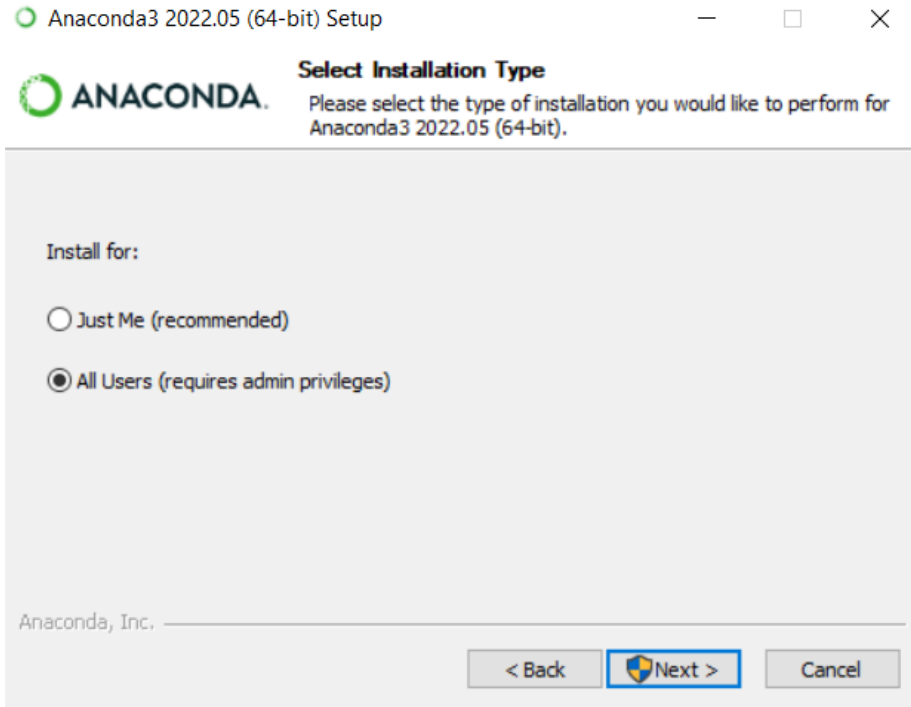 Anaconda3 2022.05 (64-bit) Setup
ANACONDA.
Select Installation Type
Please select the type of installation you would like to perform for
Anaconda3 2022.05 (64-bit).
Install for:
Just Me (recommended)
All Users (requires admin privileges)
Anaconda, Inc.
< Back
Next >
Cancel